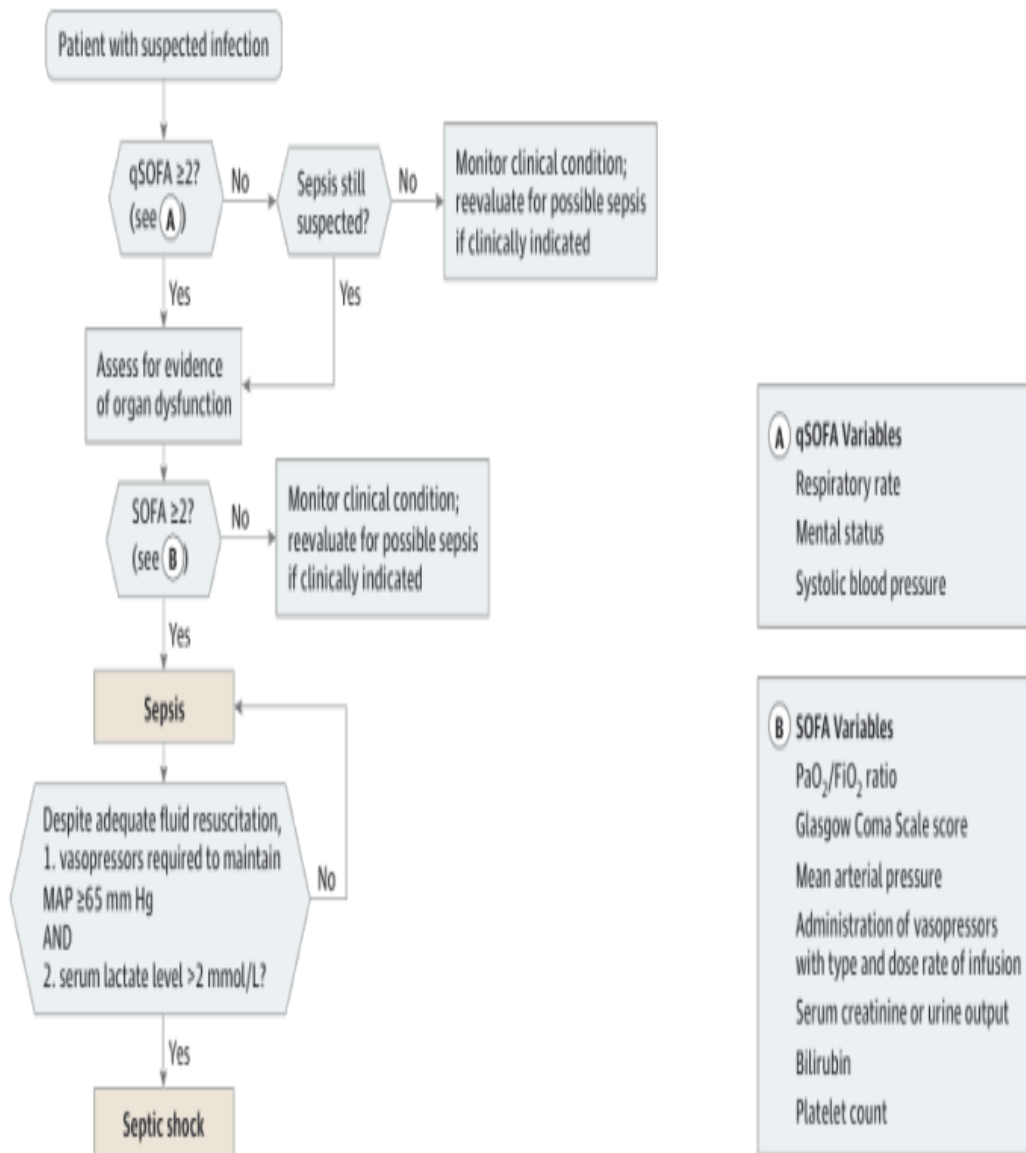 Patient with suspected infection
qSOFA ≥2?
(see A)
No
Sepsis still
suspected?
No
Monitor clinical condition;
reevaluate for possible sepsis
if clinically indicated
Yes
Yes
Assess for evidence
of organ dysfunction
SOFA ≥2?
(see B)
No
Monitor clinical condition;
reevaluate for possible sepsis
if clinically indicated
Yes
Sepsis
Despite adequate fluid resuscitation,
1. vasopressors required to maintain
MAP ≥65 mm Hg
AND
2. serum lactate level >2 mmol/L?
No
Yes
Septic shock
A qSOFA Variables
Respiratory rate
Mental status
Systolic blood pressure
B SOFA Variables
PaO₂/FiO₂ ratio
Glasgow Coma Scale score
Mean arterial pressure
Administration of vasopressors
with type and dose rate of infusion
Serum creatinine or urine output
Bilirubin
Platelet count